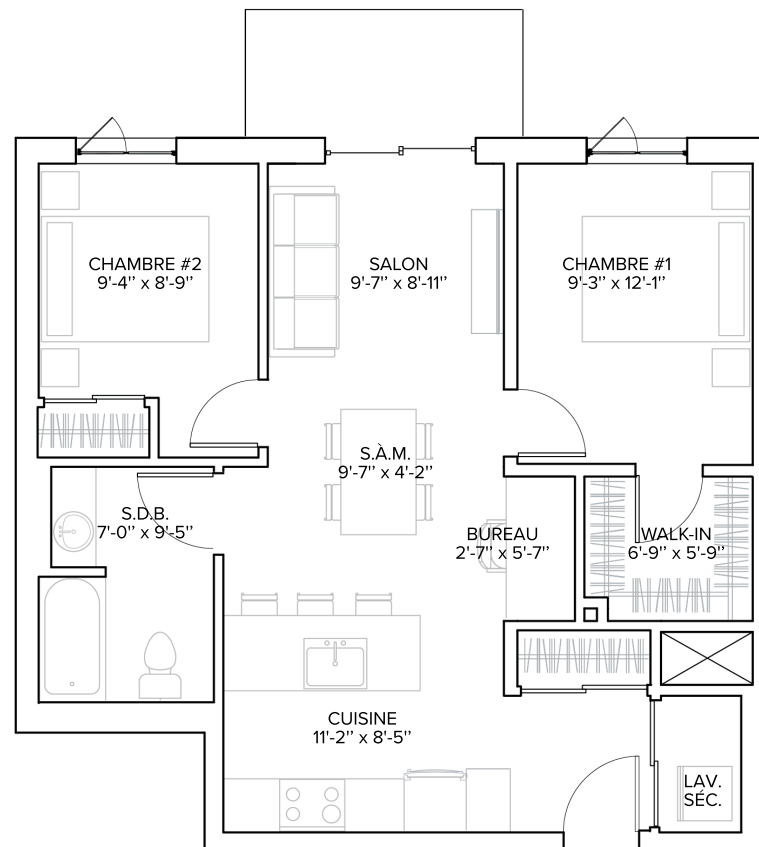 CHAMBRE #2
9'-4’’ x 8'-9’’
SALON
9'-7’’ x 8'-11’’
CHAMBRE #1
9'-3’’ x 12'-1’’
S.À.M.
9'-7’’ x 4'-2’’
S.D.B.
7'-0’’ x 9'-5’’
BUREAU
2'-7’’ x 5'-7’’
WALK-IN
6'-9’’ x 5'-9’’
CUISINE
11'-2’’ x 8'-5’’
LAV.
SÉC.